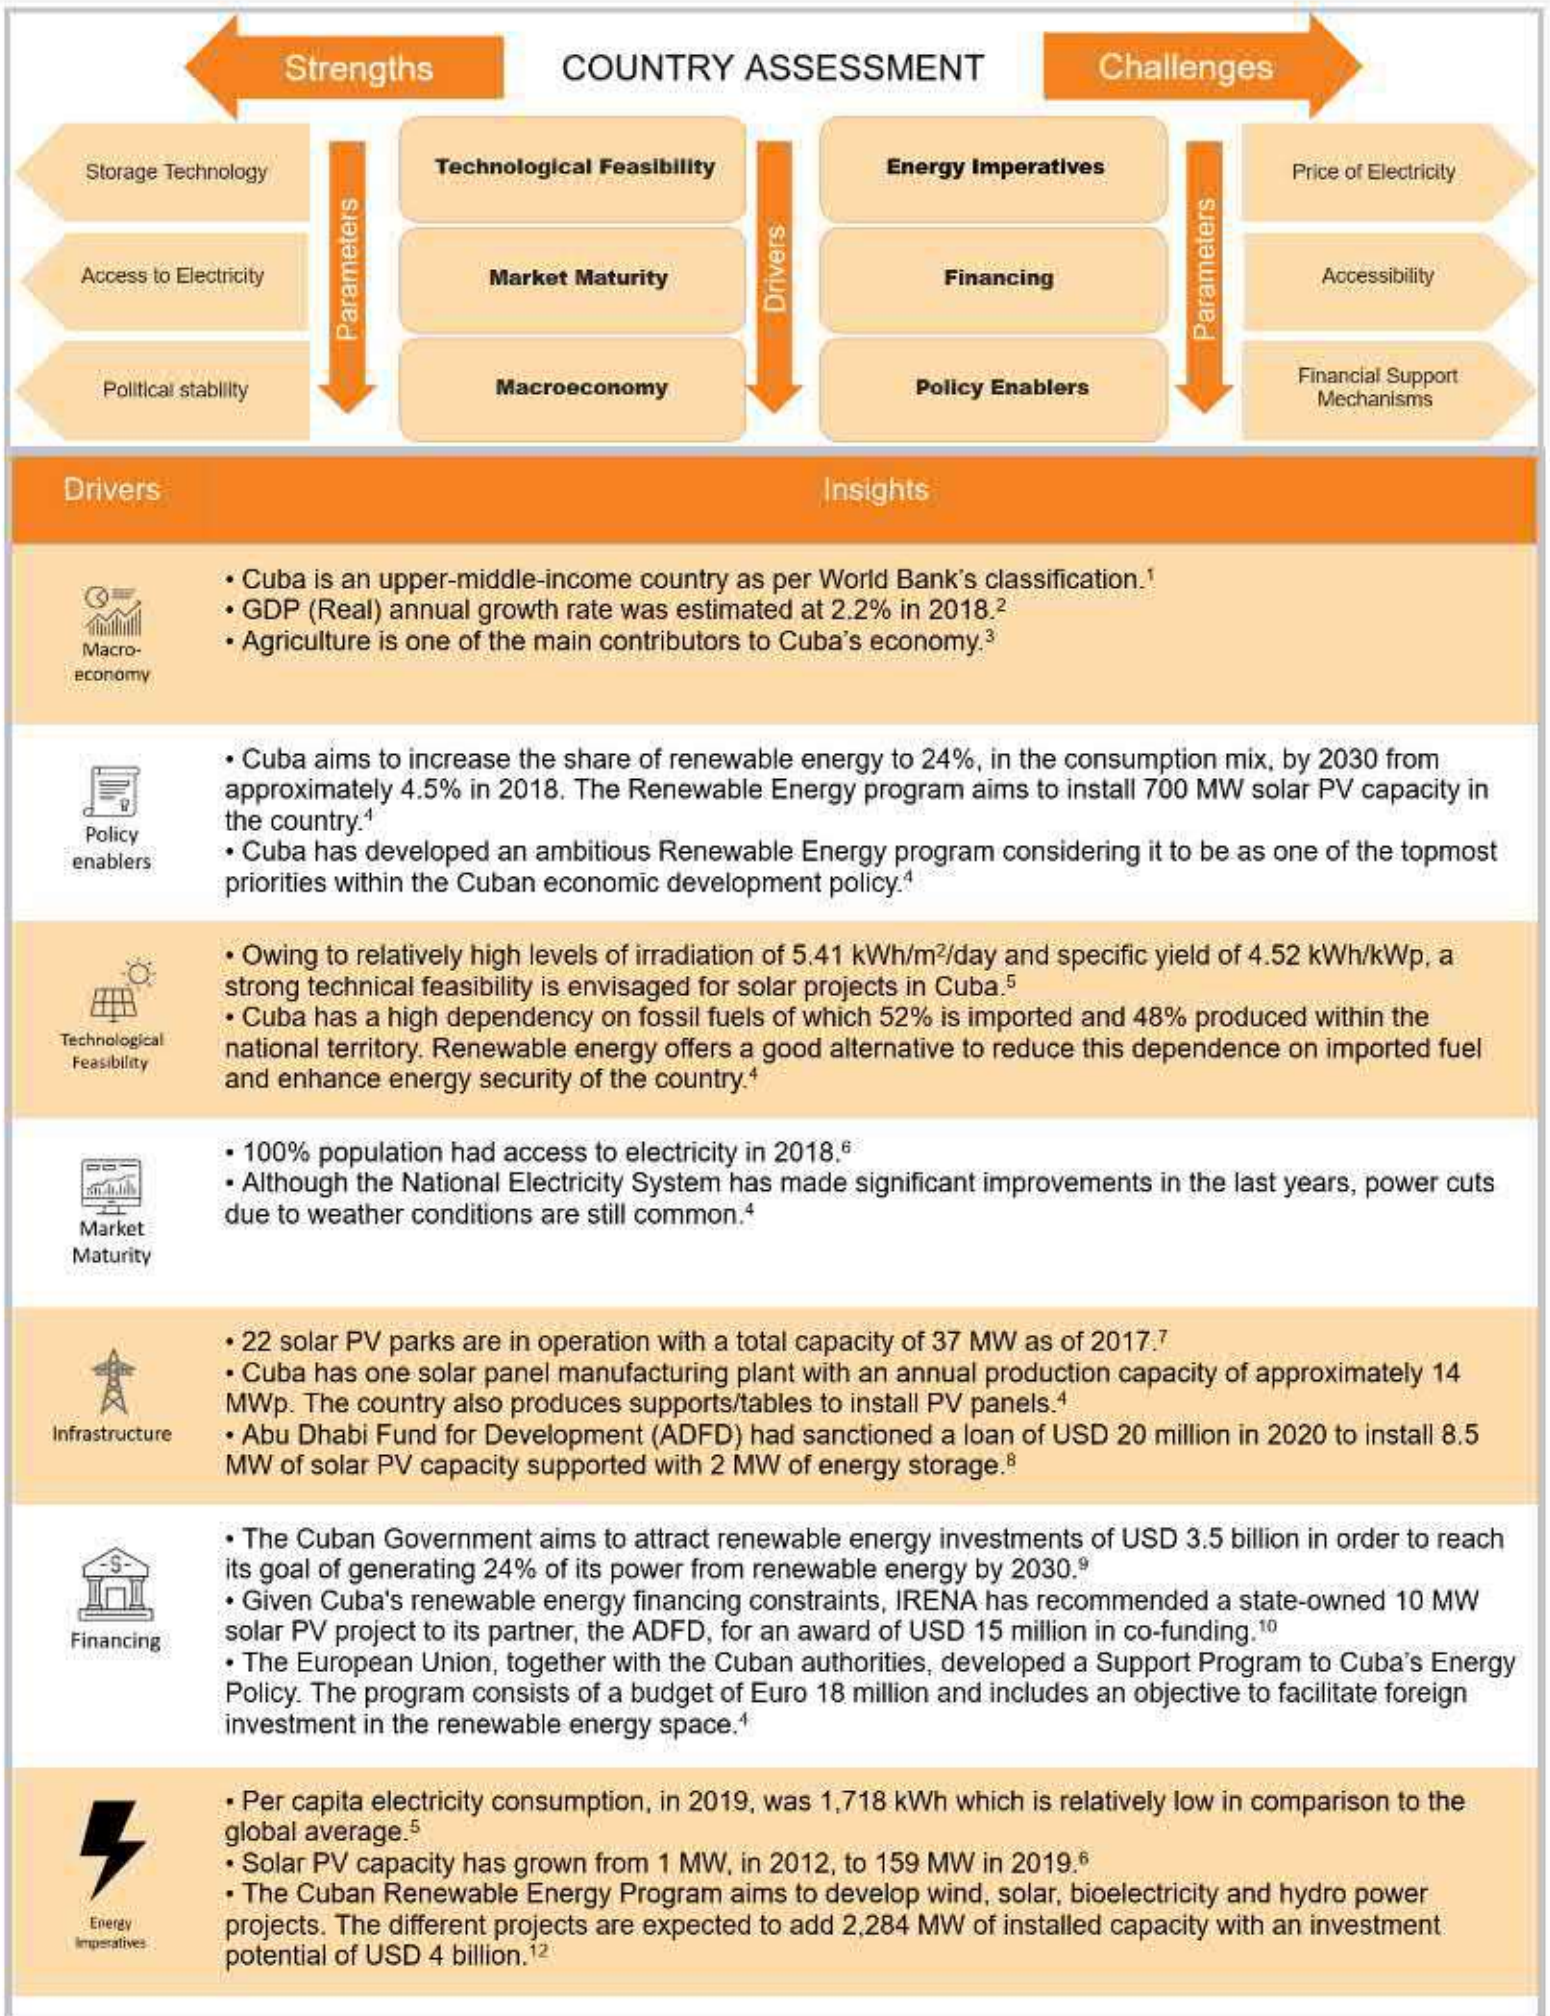 Strengths
COUNTRY ASSESSMENT
Challenges
Storage Technology
Access to Electricity
Political stability
Parameters
Technological Feasibility
Market Maturity
Macroeconomy
Drivers
Energy Imperatives
Financing
Policy Enablers
Parameters
Price of Electricity
Accessibility
Financial Support
Mechanisms
Drivers
Insights
Macro-
economy
• Cuba is an upper-middle-income country as per World Bank's classification.¹
• GDP (Real) annual growth rate was estimated at 2.2% in 2018.²
• Agriculture is one of the main contributors to Cuba's economy.³
Policy
enablers
• Cuba aims to increase the share of renewable energy to 24%, in the consumption mix, by 2030 from
approximately 4.5% in 2018. The Renewable Energy program aims to install 700 MW solar PV capacity in
the country.⁴
• Cuba has developed an ambitious Renewable Energy program considering it to be as one of the topmost
priorities within the Cuban economic development policy.⁴
Technological
Feasibility
• Owing to relatively high levels of irradiation of 5.41 kWh/m²/day and specific yield of 4.52 kWh/kWp, a
strong technical feasibility is envisaged for solar projects in Cuba.⁵
• Cuba has a high dependency on fossil fuels of which 52% is imported and 48% produced within the
national territory. Renewable energy offers a good alternative to reduce this dependence on imported fuel
and enhance energy security of the country.⁴
Market
Maturity
• 100% population had access to electricity in 2018.⁶
• Although the National Electricity System has made significant improvements in the last years, power cuts
due to weather conditions are still common.⁴
Infrastructure
• 22 solar PV parks are in operation with a total capacity of 37 MW as of 2017.⁷
• Cuba has one solar panel manufacturing plant with an annual production capacity of approximately 14
MWp. The country also produces supports/tables to install PV panels.⁴
• Abu Dhabi Fund for Development (ADFD) had sanctioned a loan of USD 20 million in 2020 to install 8.5
MW of solar PV capacity supported with 2 MW of energy storage.⁸
-S-
Financing
• The Cuban Government aims to attract renewable energy investments of USD 3.5 billion in order to reach
its goal of generating 24% of its power from renewable energy by 2030.⁹
• Given Cuba's renewable energy financing constraints, IRENA has recommended a state-owned 10 MW
solar PV project to its partner, the ADFD, for an award of USD 15 million in co-funding.¹⁰
• The European Union, together with the Cuban authorities, developed a Support Program to Cuba's Energy
Policy. The program consists of a budget of Euro 18 million and includes an objective to facilitate foreign
investment in the renewable energy space.⁴
Energy
Imperatives
• Per capita electricity consumption, in 2019, was 1,718 kWh which is relatively low in comparison to the
global average.⁵
• Solar PV capacity has grown from 1 MW, in 2012, to 159 MW in 2019.⁶
• The Cuban Renewable Energy Program aims to develop wind, solar, bioelectricity and hydro power
projects. The different projects are expected to add 2,284 MW of installed capacity with an investment
potential of USD 4 billion.¹²